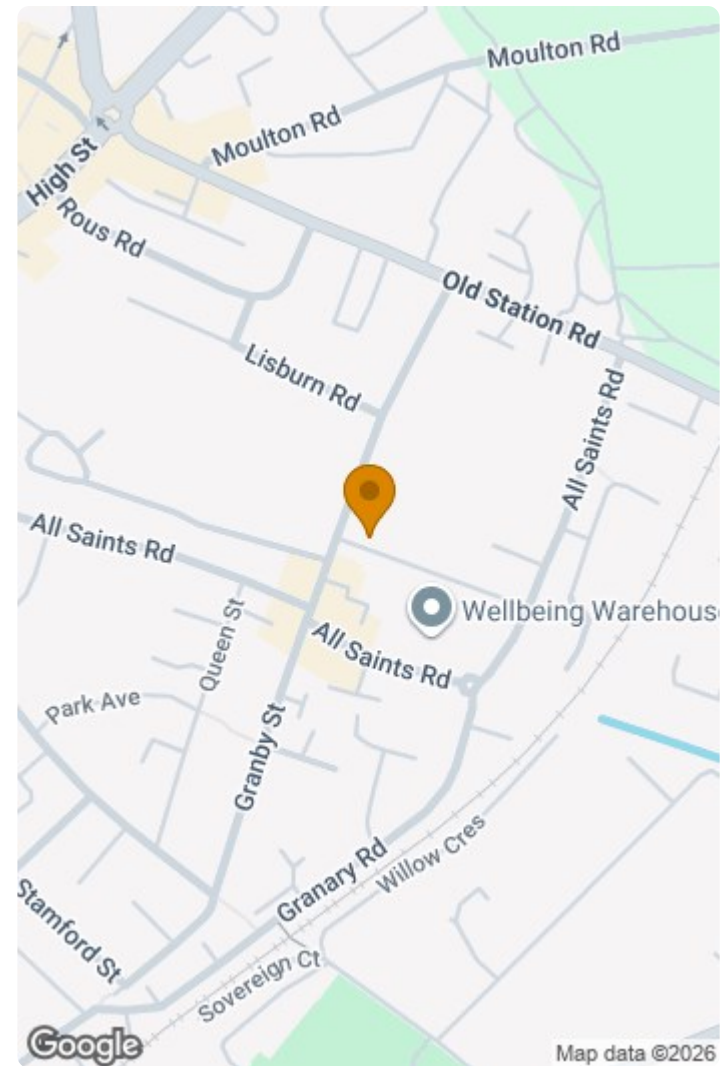 Moulton Rd
Moulton Rd
High St
Rous Rd
Old Station Rd
Lisburn Rd
All Saints Rd
All Saints Rd
Wellbeing Warehous
Queen St
All Saints Rd
Park Ave
Granby St
Granary Rd
Willow Cres
Stamford St
Sovereign Ct
Google
Map data ©2026